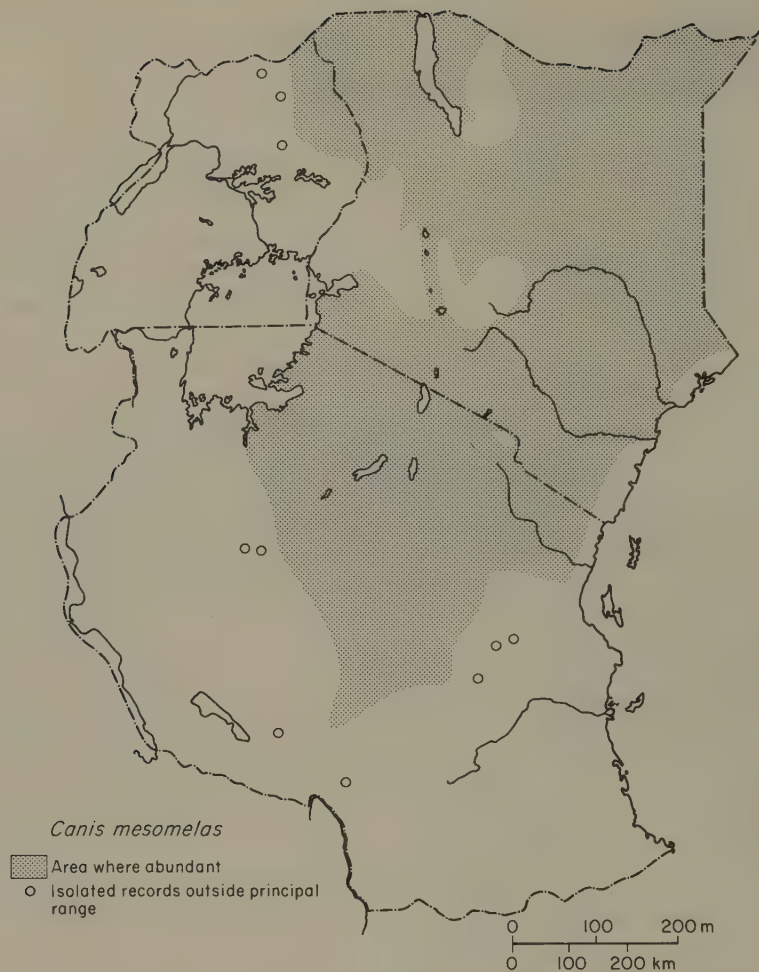 Canis mesomelas
Area where abundant
Isolated records outside principal
range
0 100 200 m
0 100 200 km